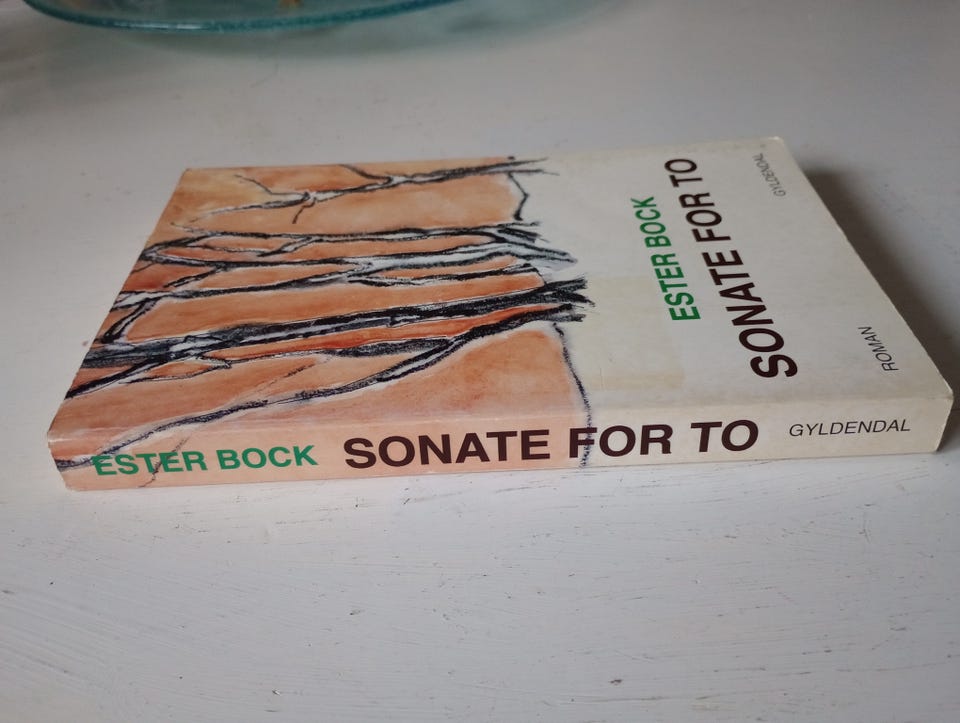 GYLDENDAL
ESTER BOCK
SONATE FOR TO
ROMAN
ESTER BOCK SONATE FOR TO GYLDENDAL